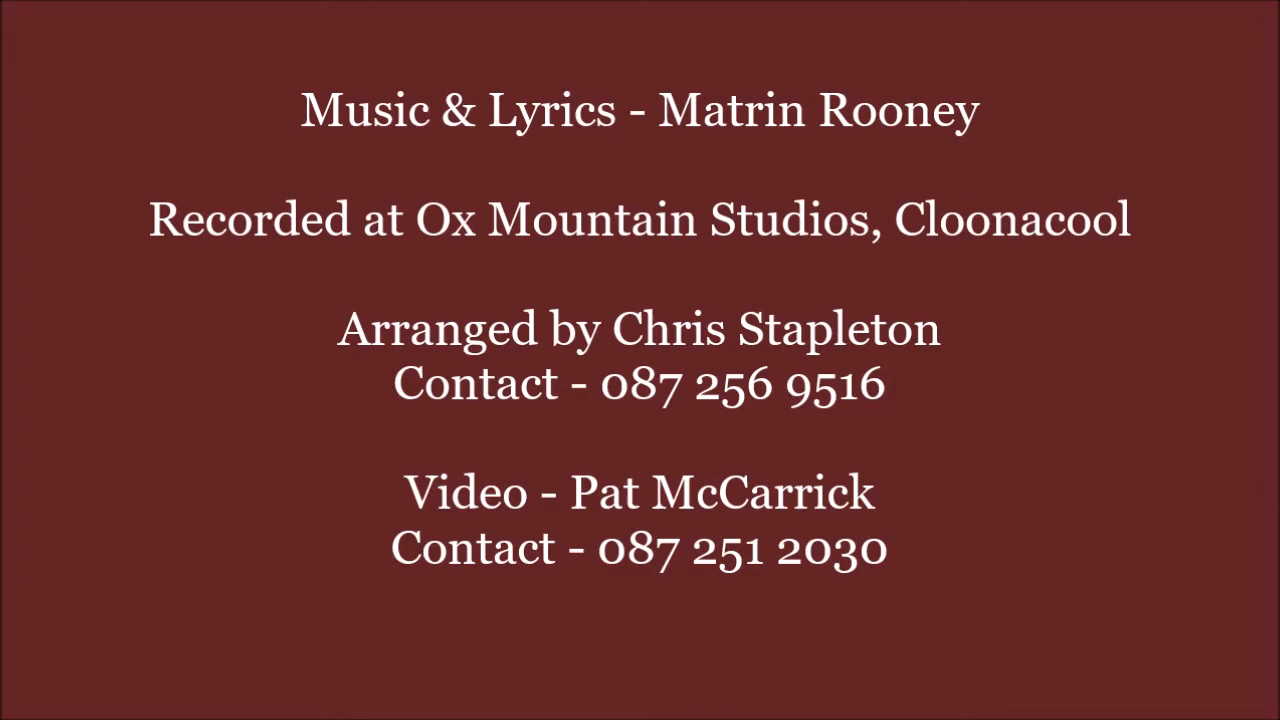 Music & Lyrics - Matrin Rooney
Recorded at Ox Mountain Studios, Cloonacool
Arranged by Chris Stapleton
Contact - 087 256 9516
Video - Pat McCarrick
Contact - 087 251 2030